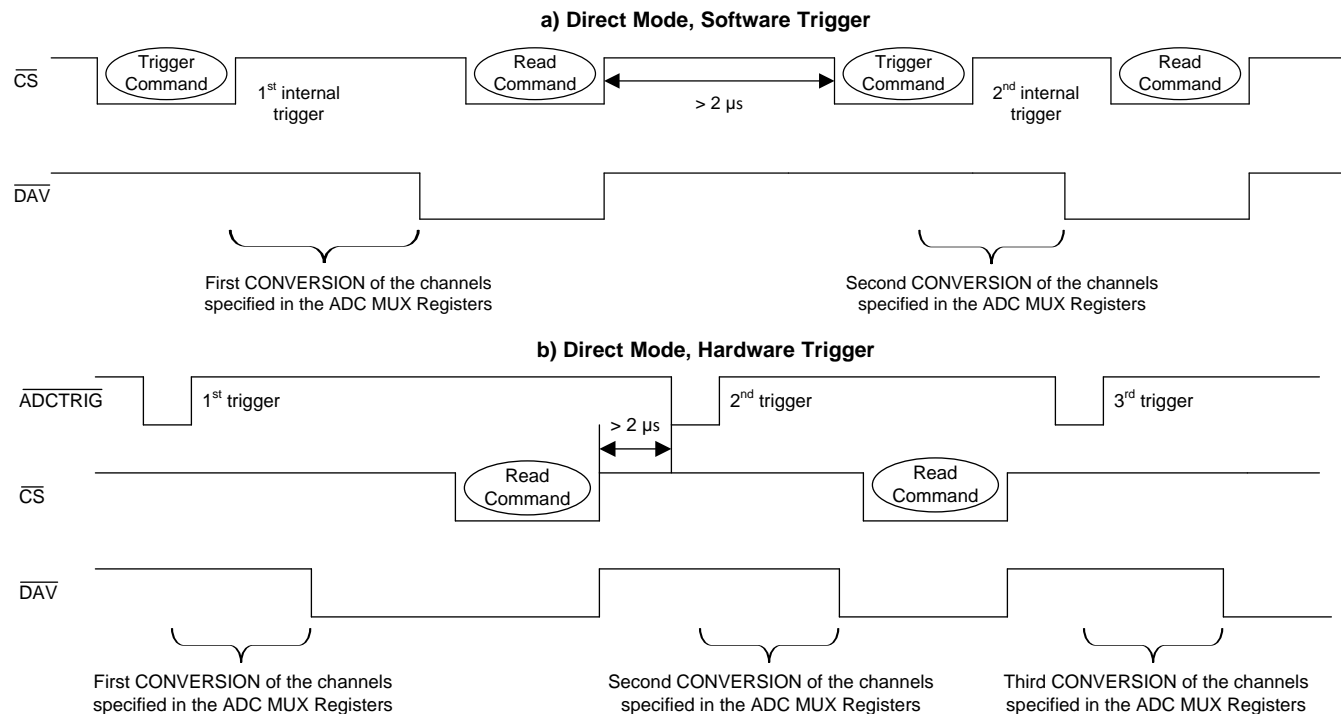 a) Direct Mode, Software Trigger
CS
Trigger
Command
1st internal
trigger
Read
Command
> 2 µs
Trigger
Command
2nd internal
trigger
Read
Command
DAV
First CONVERSION of the channels
specified in the ADC MUX Registers
Second CONVERSION of the channels
specified in the ADC MUX Registers
b) Direct Mode, Hardware Trigger
ADCTRIG
1st trigger
> 2 µs
2nd trigger
3rd trigger
CS
Read
Command
Read
Command
DAV
First CONVERSION of the channels
specified in the ADC MUX Registers
Second CONVERSION of the channels
specified in the ADC MUX Registers
Third CONVERSION of the channels
specified in the ADC MUX Registers